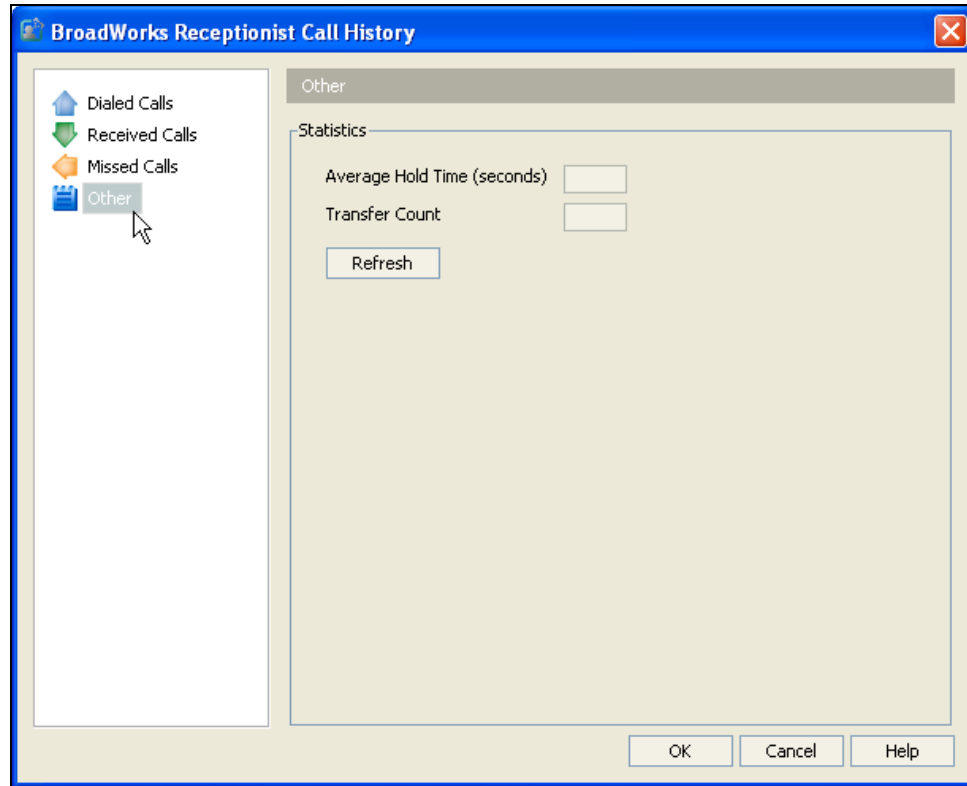 BroadWorks Receptionist Call History
Dialed Calls
Received Calls
Missed Calls
Other
Other
Statistics
Average Hold Time (seconds)
Transfer Count
Refresh
OK Cancel Help